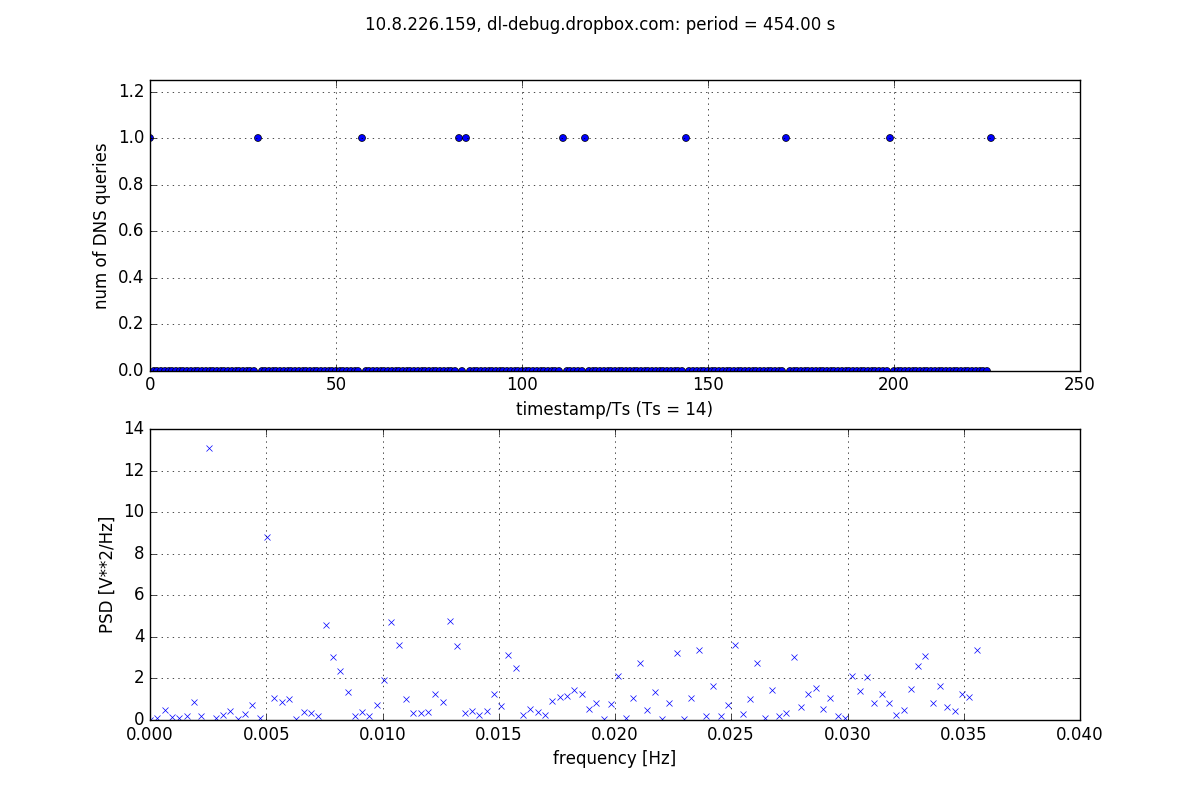 10.8.226.159, dl-debug.dropbox.com: period = 454.00 s
1.2
1.0
0.8
0.6
0.4
0.2
0.0
num of DNS queries
0 50 100 150 200 250
timestamp/Ts (Ts = 14)
14
12
10
8
6
4
2
0
PSD [V**2/Hz]
0.000 0.005 0.010 0.015 0.020 0.025 0.030 0.035 0.040
frequency [Hz]